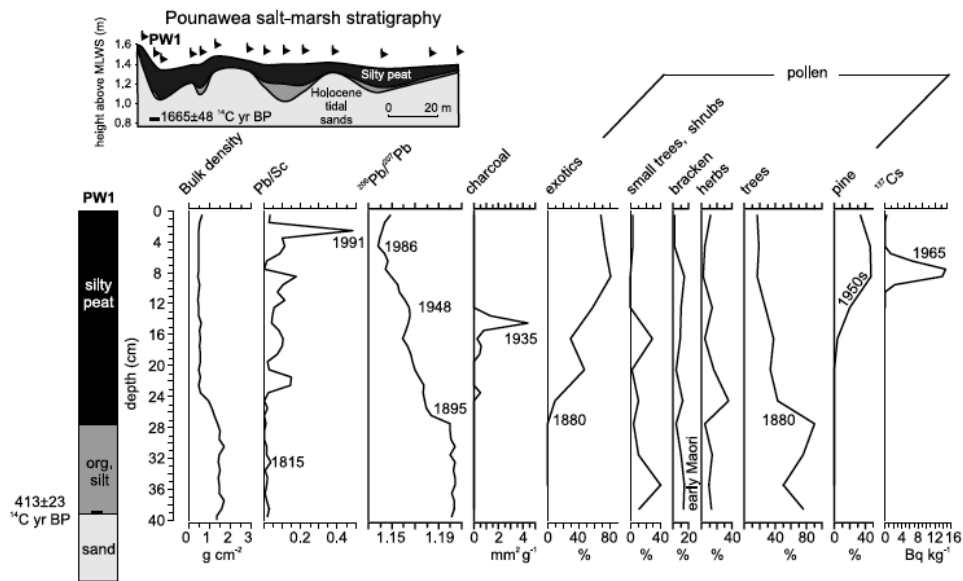 Pounawea salt-marsh stratigraphy
PW1
height above MLWS (m)
1.6
1.4
1.2
1.0
0.8
Silty peat
Holocene
tidal
sands
0 20 m
1665±48 ¹⁴C yr BP
pollen
Bulk density
Pb/Sc
²⁰⁶Pb/²⁰⁷Pb
charcoal
exotics
small trees, shrubs
bracken
herbs
trees
pine
¹³⁷Cs
PW1
silty
peat
org,
silt
sand
413±23
¹⁴C yr BP
depth (cm)
0
4
8
12
16
20
24
28
32
36
40
1991
1815
1986
1948
1895
1935
1880
early Maori
1880
1950s
1965
0 1 2 3
g cm⁻²
0 0.2 0.4
1.15 1.19
0 2 4
mm² g⁻¹
0 40 80
%
0 20 40
%
0 20
%
0 40
%
0 40 80
%
0 40
%
0 8 16
Bq kg⁻¹